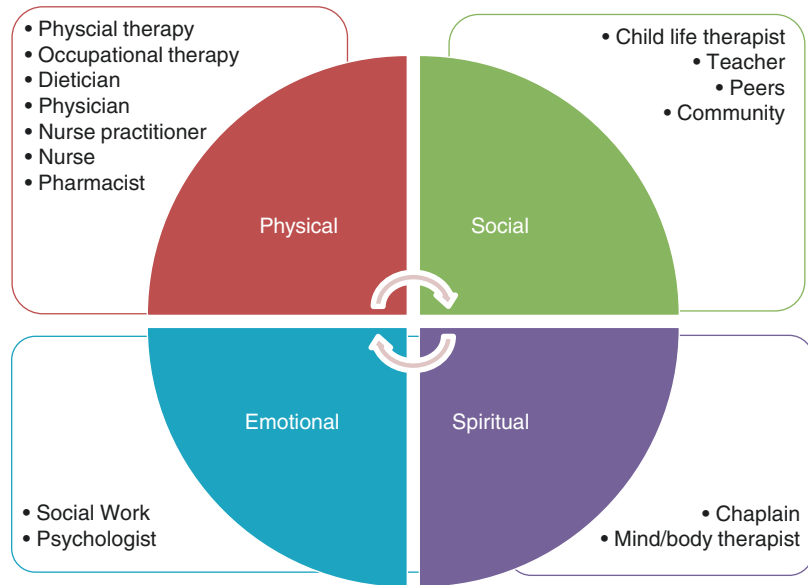 • Physcial therapy
• Occupational therapy
• Dietician
• Physician
• Nurse practitioner
• Nurse
• Pharmacist
• Child life therapist
• Teacher
• Peers
• Community
Physical
Social
Emotional
Spiritual
• Social Work
• Psychologist
• Chaplain
• Mind/body therapist